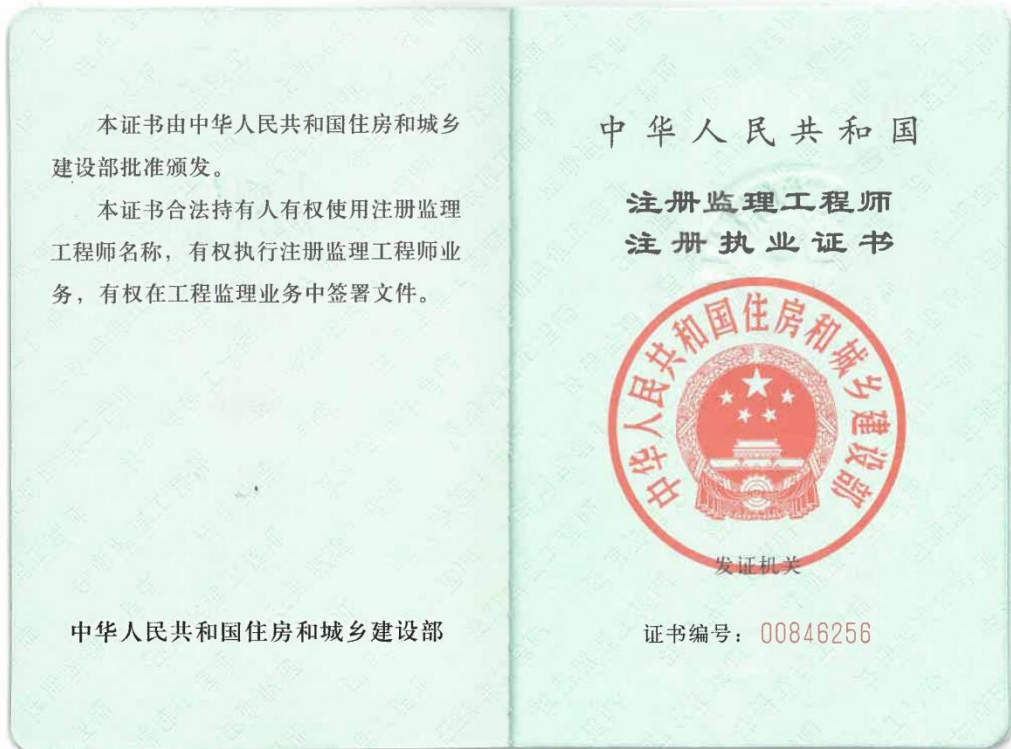 本证书由中华人民共和国住房和城乡
建设部批准颁发。
本证书合法持有人有权使用注册监理
工程师名称，有权执行注册监理工程师业
务，有权在工程监理业务中签署文件。
中华人民共和国住房和城乡建设部
中华人民共和国
注册监理工程师
注册执业证书
中华人民共和国住房和城乡建设部
发证机关
证书编号：00846256